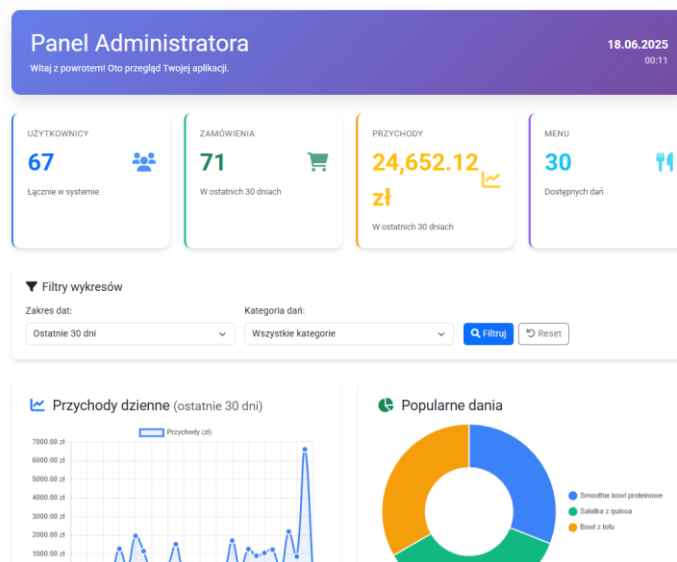 Panel Administratora
Witaj z powrotem! Oto przegląd Twojej aplikacji.
18.06.2025
00:11
UŻYTKOWNICY
67
Łącznie w systemie
ZAMÓWIENIA
71
W ostatnich 30 dniach
PRZYCHODY
24,652.12
zł
W ostatnich 30 dniach
MENU
30
Dostępnych dań
Filtry wykresów
Zakres dat:
Kategoria dań:
Ostatnie 30 dni
Wszystkie kategorie
Filtruj
Reset
Przychody dzienne (ostatnie 30 dni)
Przychody (zł)
7000.00 zł
6000.00 zł
5000.00 zł
4000.00 zł
3000.00 zł
2000.00 zł
1000.00 zł
Popularne dania
Smoothie bowl proteinowe
Sałatka z quinoa
Bowl z tofu